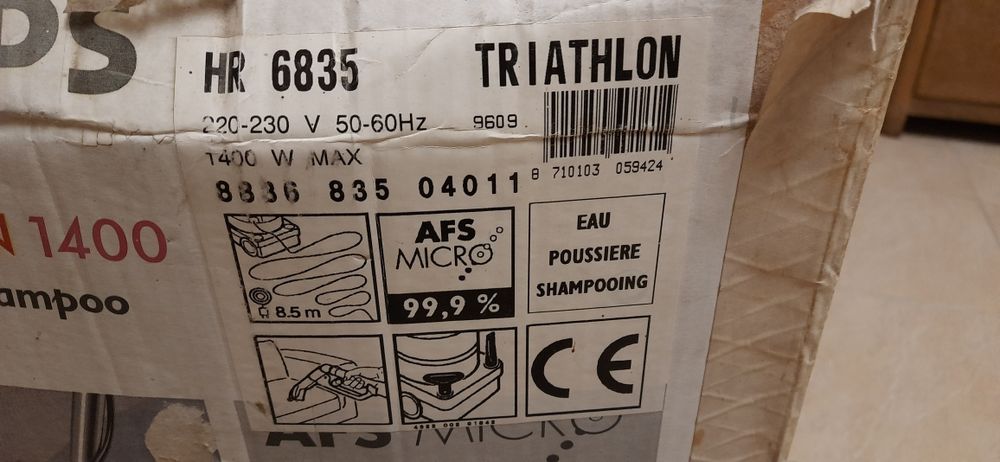 PS
HR 6835 TRIATHLON
220-230 V 50-60Hz 9609
1400 W MAX
8 710103 059424
8836 835 04011
N 1400
ampoo
8.5 m
AFS
MICRO
99,9 %
EAU
POUSSIERE
SHAMPOOING
CE
AFS MICRO